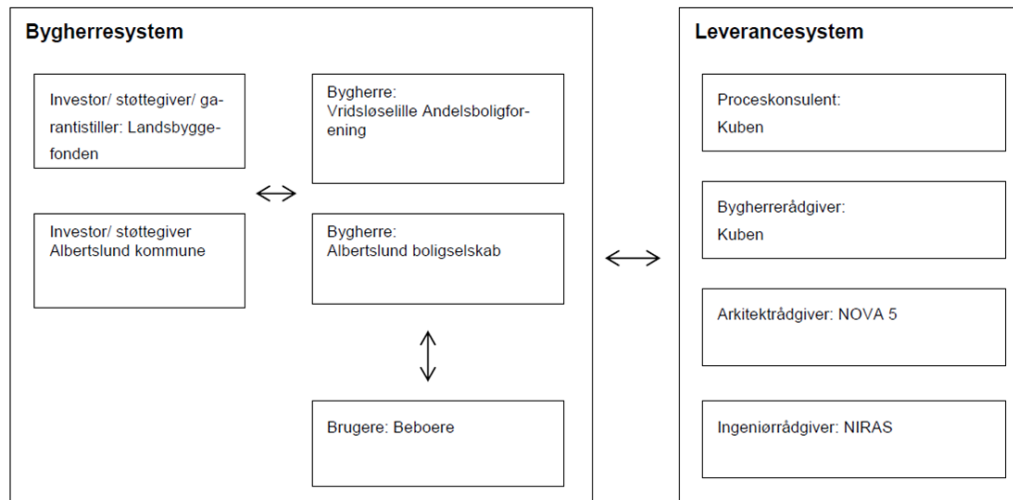 Bygherresystem
Investor/ støttegiver/ ga-
rantistiller: Landsbygge-
fonden
Bygherre:
Vridsløselille Andelsboligfor-
ening
Investor/ støttegiver
Albertslund kommune
Bygherre:
Albertslund boligselskab
Brugere: Beboere
Leverancesystem
Proceskonsulent:
Kuben
Bygherrerådgiver:
Kuben
Arkitektrådgiver: NOVA 5
Ingeniørrådgiver: NIRAS